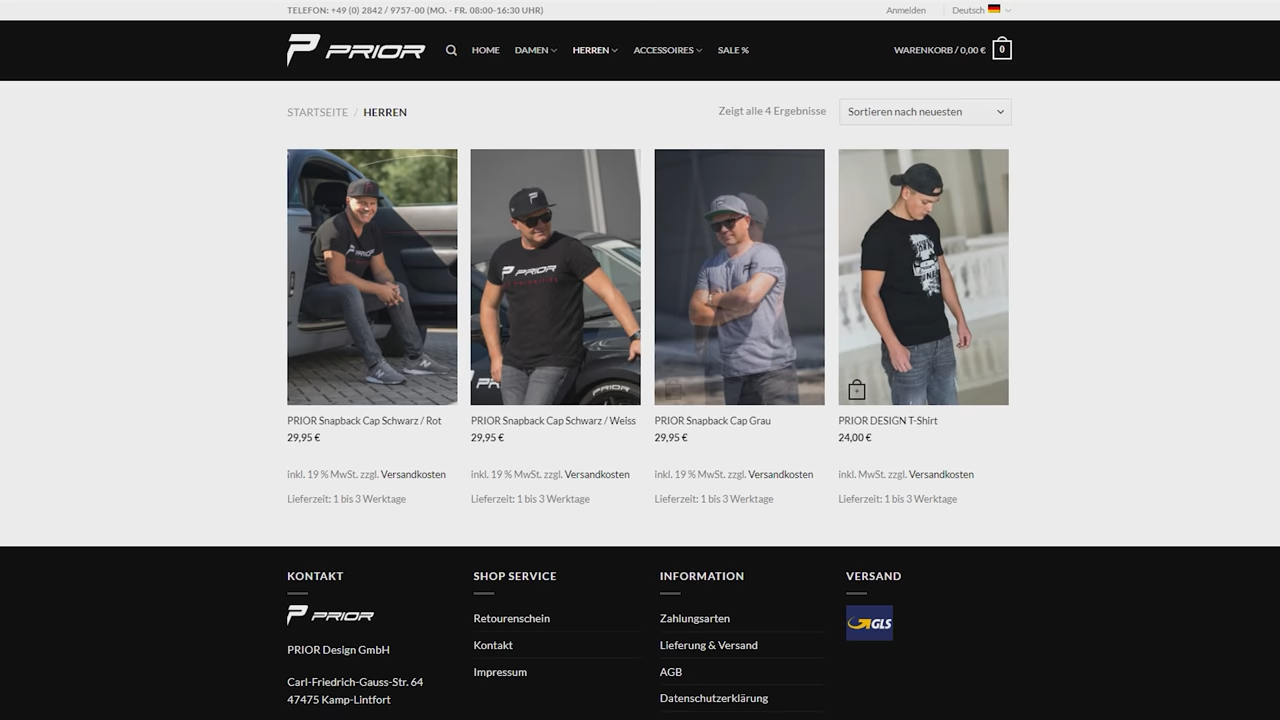 TELEFON: +49 (0) 2842 / 9757-00 (MO. - FR. 08:00-16:30 UHR)
Anmelden
Deutsch
PRIOR
HOME
DAMEN
HERREN
ACCESSOIRES
SALE %
WARENKORB / 0,00 €
0
STARTSEITE / HERREN
Zeigt alle 4 Ergebnisse
Sortieren nach neuesten
PRIOR
PRIOR
PRIOR Snapback Cap Schwarz / Rot
29,95 €
inkl. 19 % MwSt. zzgl. Versandkosten
Lieferzeit: 1 bis 3 Werktage
PRIOR Snapback Cap Schwarz / Weiss
29,95 €
inkl. 19 % MwSt. zzgl. Versandkosten
Lieferzeit: 1 bis 3 Werktage
PRIOR Snapback Cap Grau
29,95 €
inkl. 19 % MwSt. zzgl. Versandkosten
Lieferzeit: 1 bis 3 Werktage
PRIOR DESIGN T-Shirt
24,00 €
inkl. MwSt. zzgl. Versandkosten
Lieferzeit: 1 bis 3 Werktage
KONTAKT
PRIOR
PRIOR Design GmbH
Carl-Friedrich-Gauss-Str. 64
47475 Kamp-Lintfort
SHOP SERVICE
Retourenschein
Kontakt
Impressum
INFORMATION
Zahlungsarten
Lieferung & Versand
AGB
Datenschutzerklärung
VERSAND
GLS